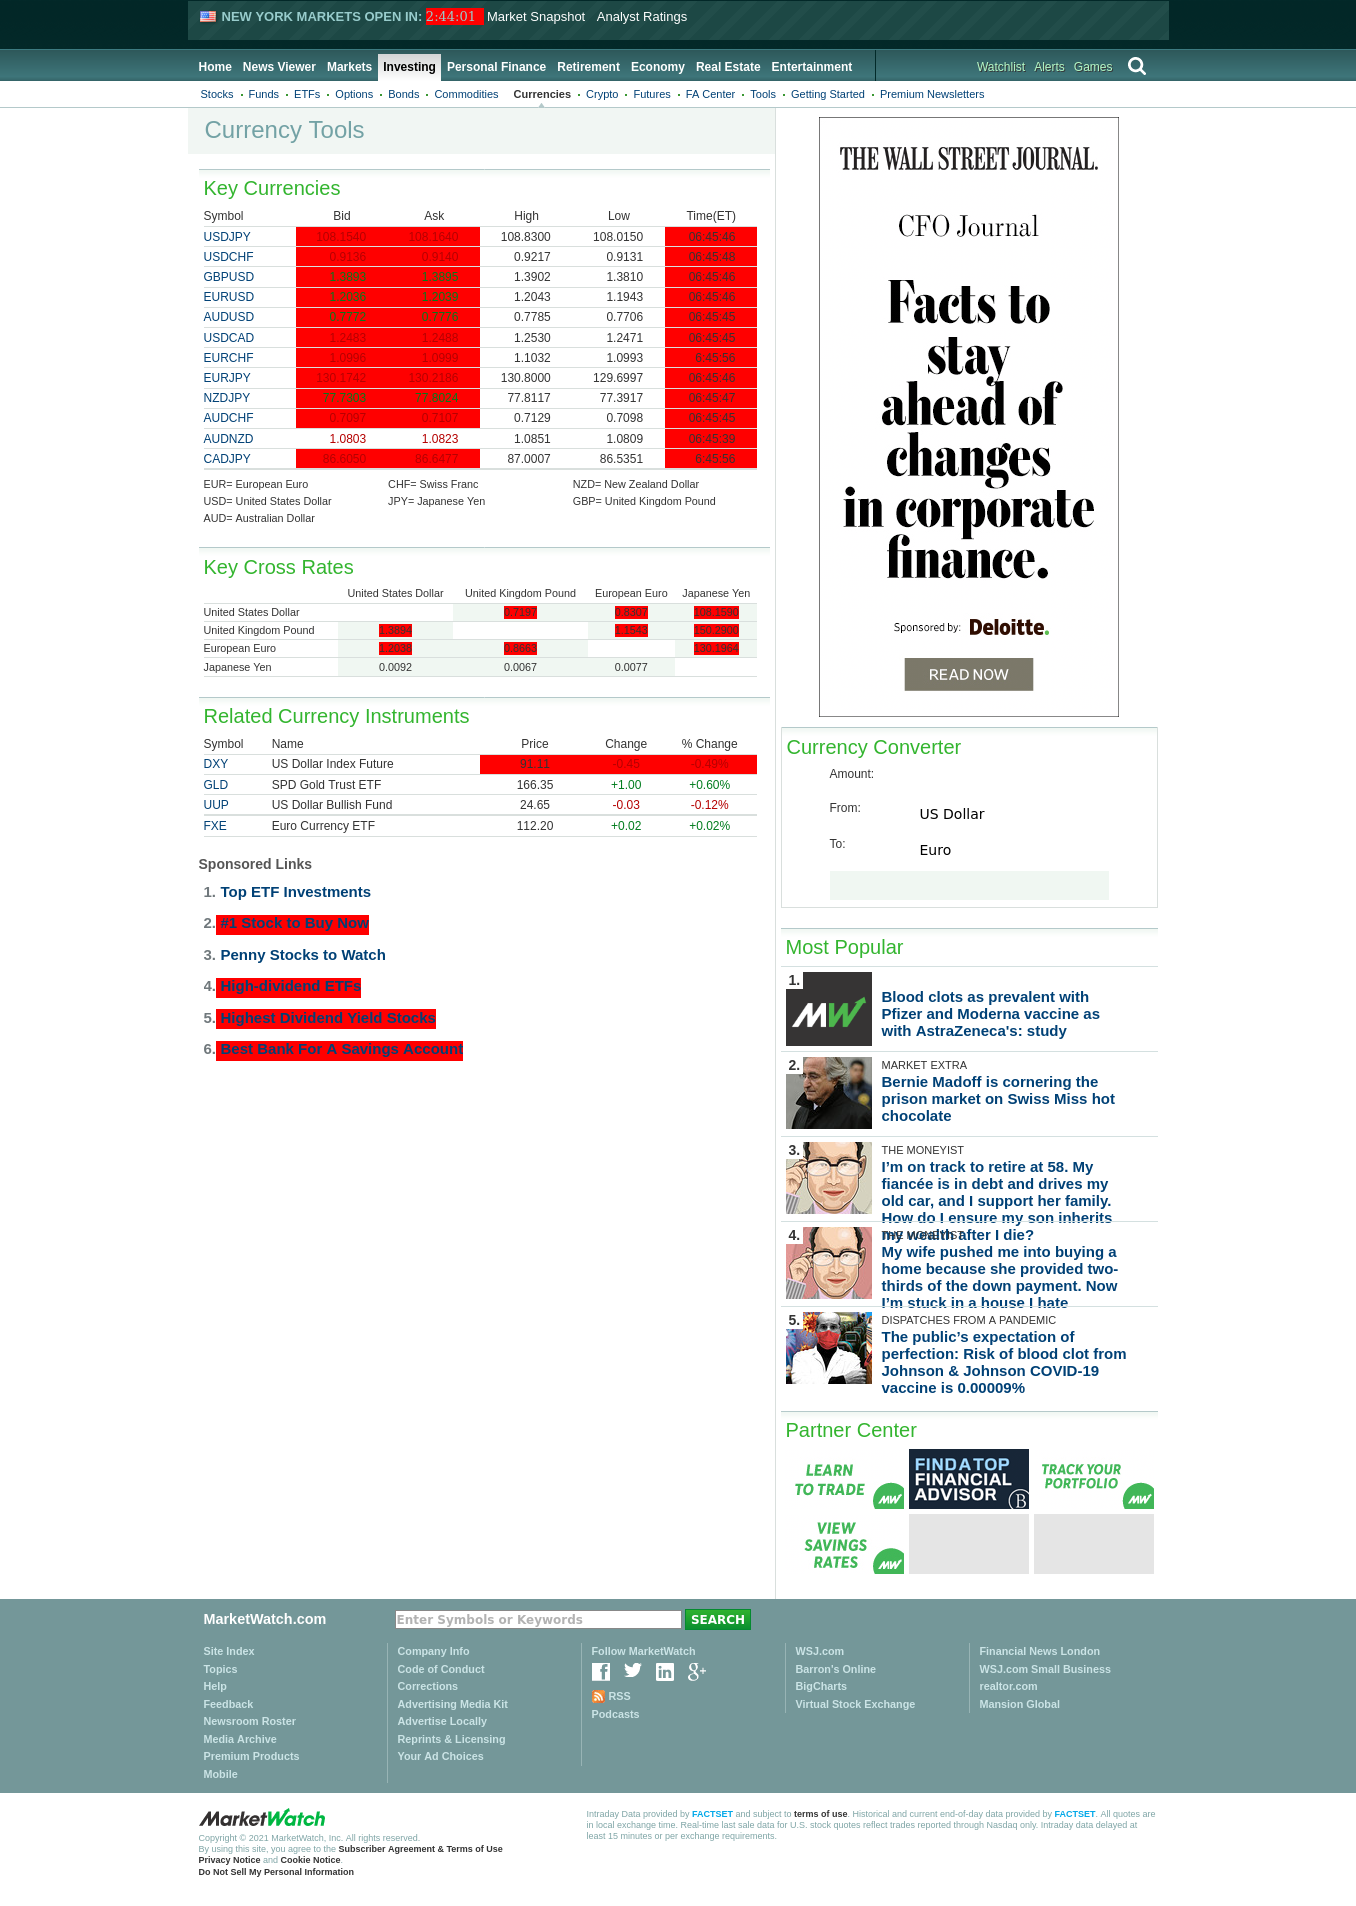 NEW YORK MARKETS OPEN IN: 2:44:01 Market Snapshot Analyst Ratings
Home News Viewer Markets Investing Personal Finance Retirement Economy Real Estate Entertainment Watchlist Alerts Games
Stocks Funds ETFs Options Bonds Commodities Currencies Crypto Futures FA Center Tools Getting Started Premium Newsletters
Currency Tools
Key Currencies
Symbol Bid Ask High Low Time(ET)
USDJPY 108.1540 108.1640 108.8300 108.0150 06:45:46
USDCHF 0.9136 0.9140 0.9217 0.9131 06:45:48
GBPUSD 1.3902 1.3810 06:45:46
EURUSD 1.2043 1.1943 06:45:46
AUDUSD 0.7772 0.7776 0.7785 0.7706 06:45:45
USDCAD 1.2483 1.2488 1.2530 1.2471 06:45:45
EURCHF 1.0996 1.0999 1.1032 1.0993 6:45:56
EURJPY 130.1742 130.2186 130.8000 129.6997 06:45:46
NZDJPY 77.8117 77.3917 06:45:47
AUDCHF 0.7097 0.7107 0.7129 0.7098 06:45:45
AUDNZD 1.0803 1.0823 1.0851 1.0809 06:45:39
CADJPY 86.6050 86.6477 87.0007 86.5351 6:45:56
EUR= European Euro CHF= Swiss Franc NZD= New Zealand Dollar
USD= United States Dollar JPY= Japanese Yen GBP= United Kingdom Pound
AUD= Australian Dollar
Key Cross Rates
United States Dollar United Kingdom Pound European Euro Japanese Yen
United States Dollar 0.7197 0.8307 108.1590
United Kingdom Pound 1.3894 1.1543 150.2900
European Euro 1.2038 0.8663 130.1964
Japanese Yen 0.0092 0.0067 0.0077
Related Currency Instruments
Symbol Name Price Change % Change
DXY US Dollar Index Future 91.11 -0.45 -0.49%
GLD SPD Gold Trust ETF 166.35 +1.00 +0.60%
UUP US Dollar Bullish Fund 24.65 -0.03 -0.12%
FXE Euro Currency ETF 112.20 +0.02 +0.02%
Sponsored Links
1. Top ETF Investments
2. #1 Stock to Buy Now
3. Penny Stocks to Watch
4. High-dividend ETFs
5. Highest Dividend Yield Stocks
6. Best Bank For A Savings Account
THE WALL STREET JOURNAL.
CFO Journal
Facts to
stay
ahead of
changes
in corporate
finance.
Sponsored by: Deloitte.
READ NOW
Currency Converter
Amount:
From: US Dollar
To: Euro
Most Popular
1.
MW
Blood clots as prevalent with
Pfizer and Moderna vaccine as
with AstraZeneca's: study
2. MARKET EXTRA
Bernie Madoff is cornering the
prison market on Swiss Miss hot
chocolate
3. THE MONEYIST
I’m on track to retire at 58. My
fiancée is in debt and drives my
old car, and I support her family.
How do I ensure my son inherits
my wealth after I die?
4. THE MONEYIST
My wife pushed me into buying a
home because she provided two-
thirds of the down payment. Now
I’m stuck in a house I hate
5. DISPATCHES FROM A PANDEMIC
The public’s expectation of
perfection: Risk of blood clot from
Johnson & Johnson COVID-19
vaccine is 0.00009%
Partner Center
LEARN
TO TRADE
MW
FIND A TOP
FINANCIAL
ADVISOR
B
TRACK YOUR
PORTFOLIO
MW
VIEW
SAVINGS
RATES
MW
MarketWatch.com Enter Symbols or Keywords SEARCH
Site Index
Topics
Help
Feedback
Newsroom Roster
Media Archive
Premium Products
Mobile
Company Info
Code of Conduct
Corrections
Advertising Media Kit
Advertise Locally
Reprints & Licensing
Your Ad Choices
Follow MarketWatch
RSS
Podcasts
WSJ.com
Barron's Online
BigCharts
Virtual Stock Exchange
Financial News London
WSJ.com Small Business
realtor.com
Mansion Global
MarketWatch
Copyright © 2021 MarketWatch, Inc. All rights reserved.
By using this site, you agree to the Subscriber Agreement & Terms of Use
Privacy Notice and Cookie Notice.
Do Not Sell My Personal Information
Intraday Data provided by FACTSET and subject to terms of use. Historical and current end-of-day data provided by FACTSET. All quotes are
in local exchange time. Real-time last sale data for U.S. stock quotes reflect trades reported through Nasdaq only. Intraday data delayed at
least 15 minutes or per exchange requirements.